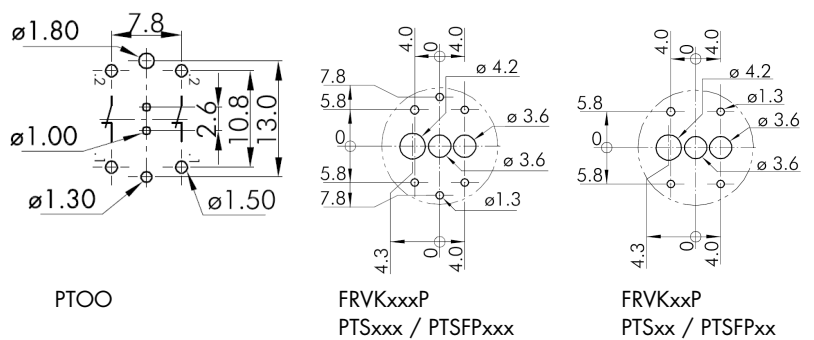 7.8
ø1.80
.2
.2
2.6
10.8
13.0
ø1.00
.1
.1
ø1.30
ø1.50
PTOO
4.0
0
4.0
ø 4.2
7.8
5.8
ø 3.6
0
ø 3.6
5.8
7.8
ø1.3
4.3
0
4.0
FRVKxxxP
PTSxxx / PTSFPxxx
4.0
0
4.0
ø 4.2
ø1.3
5.8
ø 3.6
0
ø 3.6
5.8
4.3
0
4.0
FRVKxxP
PTSxx / PTSFPxx